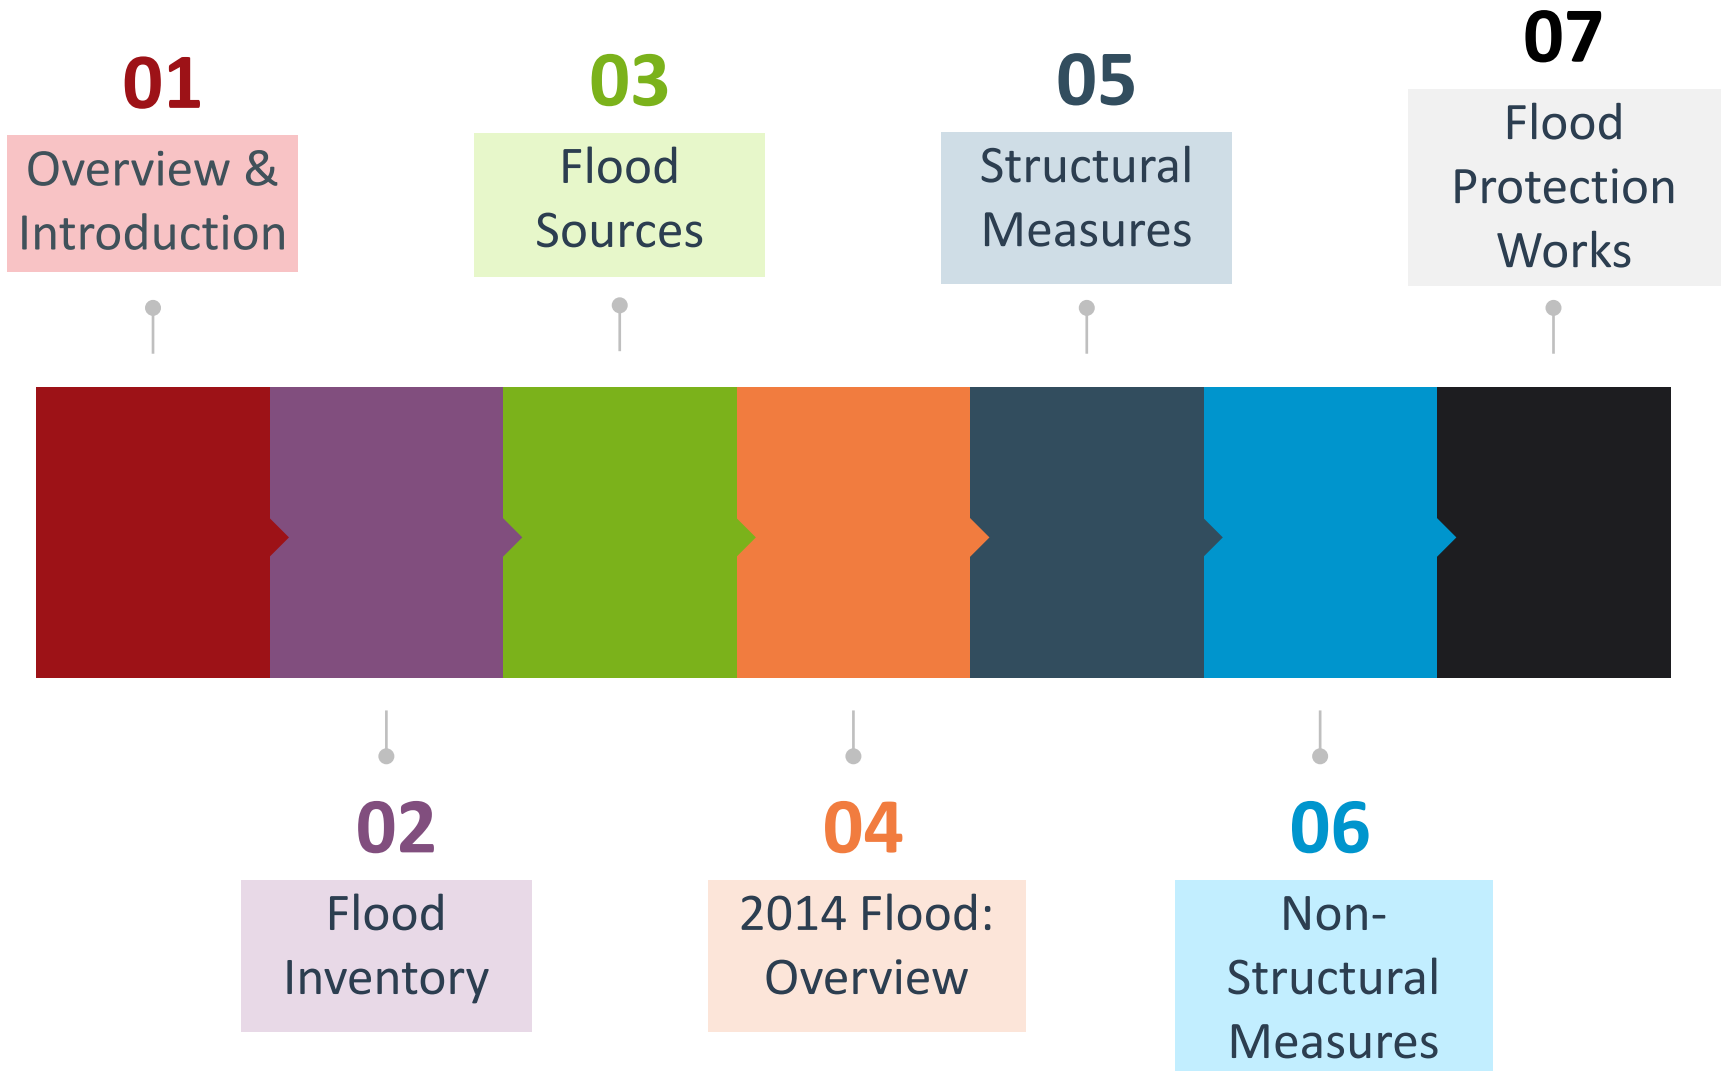 01
Overview &
Introduction
02
Flood
Inventory
03
Flood
Sources
04
2014 Flood:
Overview
05
Structural
Measures
06
Non-
Structural
Measures
07
Flood
Protection
Works